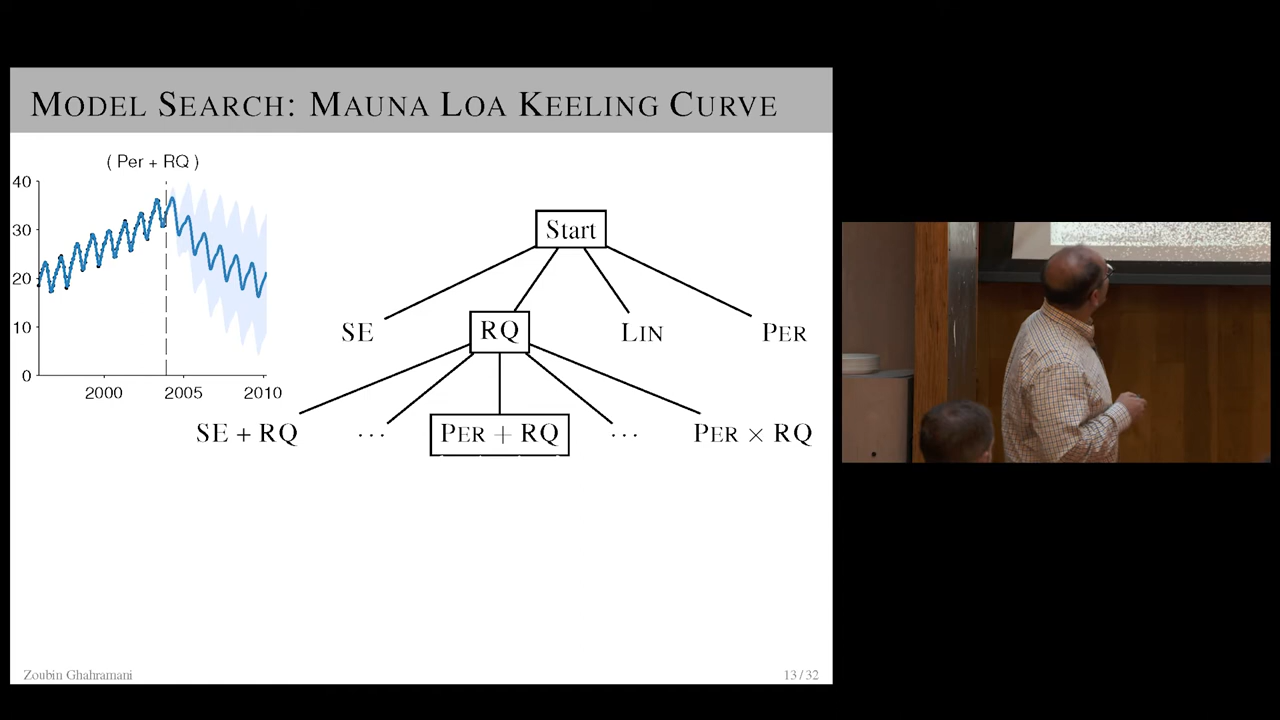 MODEL SEARCH: MAUNA LOA KEELING CURVE
( Per + RQ )
40
30
20
10
0
2000 2005 2010
Start
SE RQ LIN PER
SE + RQ ... PER + RQ ... PER × RQ
Zoubin Ghahramani 13 / 32